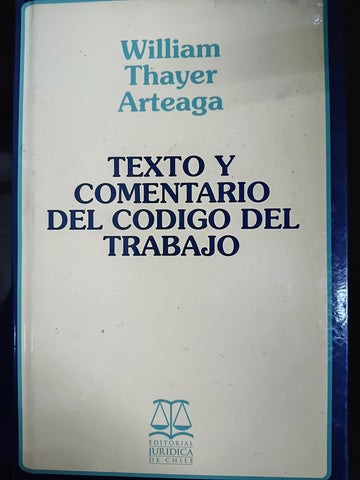 William
Thayer
Arteaga
TEXTO Y
COMENTARIO
DEL CODIGO DEL
TRABAJO
EDITORIAL
JURIDICA
DE CHILE